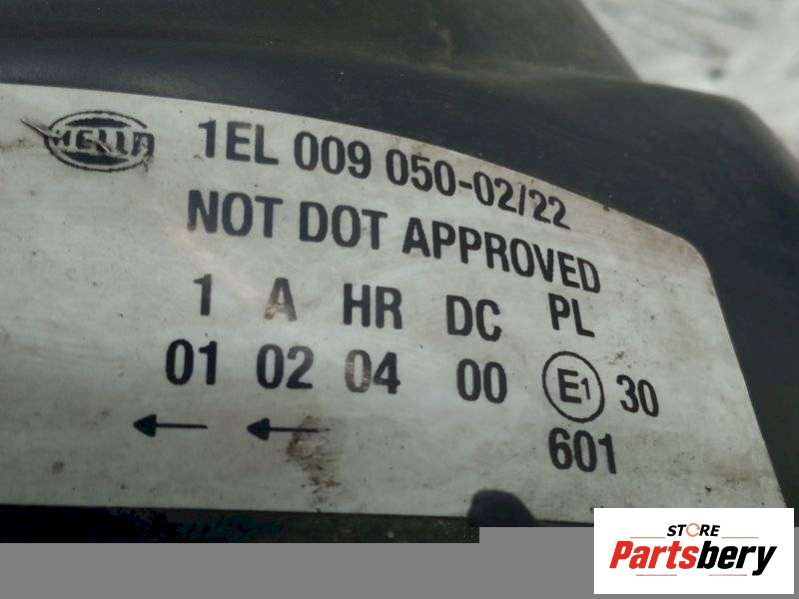 HELLA 1EL 009 050-02/22
NOT DOT APPROVED
1 A HR DC PL
01 02 04 00 E1 30
601
STORE
Partsbery